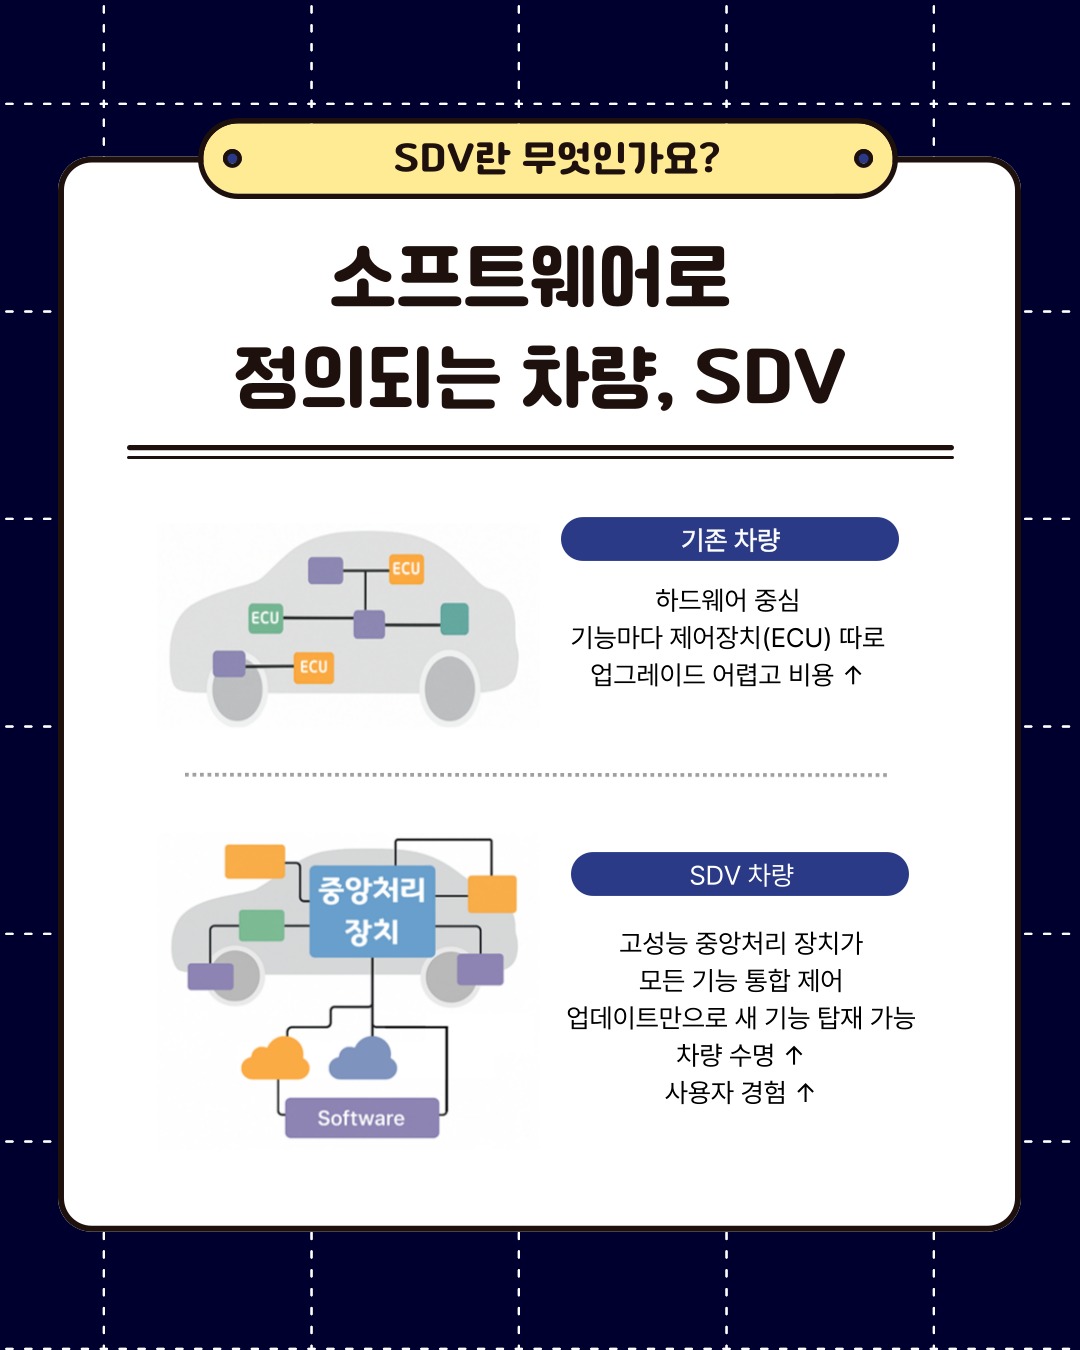 SDV란 무엇인가요?
소프트웨어로
정의되는 차량, SDV
기존 차량
ECU
ECU
ECU
하드웨어 중심
기능마다 제어장치(ECU) 따로
업그레이드 어렵고 비용 ↑
SDV 차량
중앙처리
장치
Software
고성능 중앙처리 장치가
모든 기능 통합 제어
업데이트만으로 새 기능 탑재 가능
차량 수명 ↑
사용자 경험 ↑